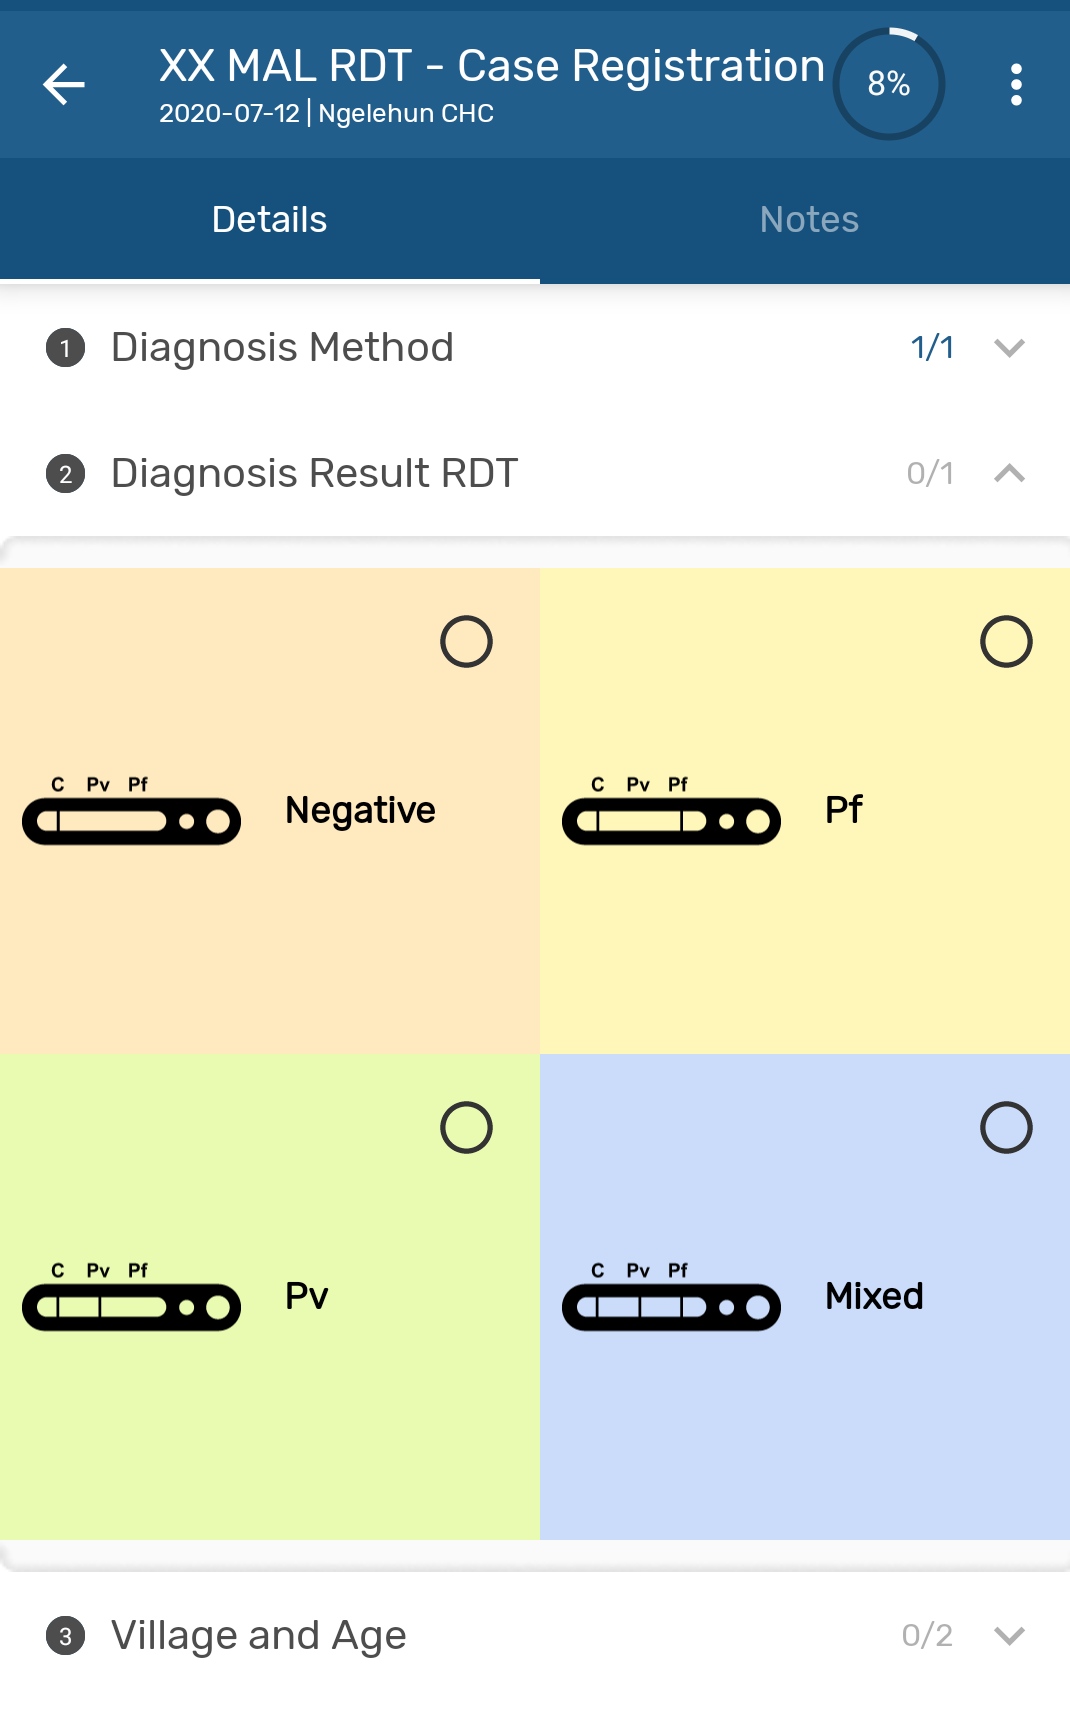 XX MAL RDT - Case Registration
2020-07-12 | Ngelehun CHC
8%
Details
Notes
1 Diagnosis Method 1/1
2 Diagnosis Result RDT 0/1
C Pv Pf
Negative
C Pv Pf
Pf
C Pv Pf
Pv
C Pv Pf
Mixed
3 Village and Age 0/2